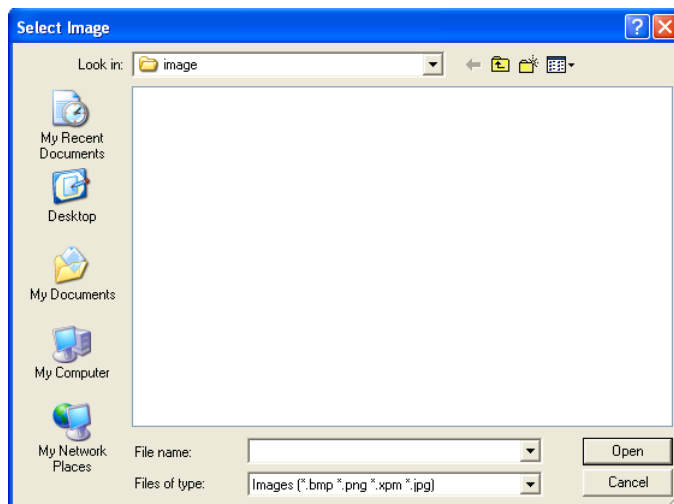 Select Image
Look in:
image
My Recent
Documents
Desktop
My Documents
My Computer
My Network
Places
File name:
Open
Files of type:
Images (*.bmp *.png *.xpm *.jpg)
Cancel